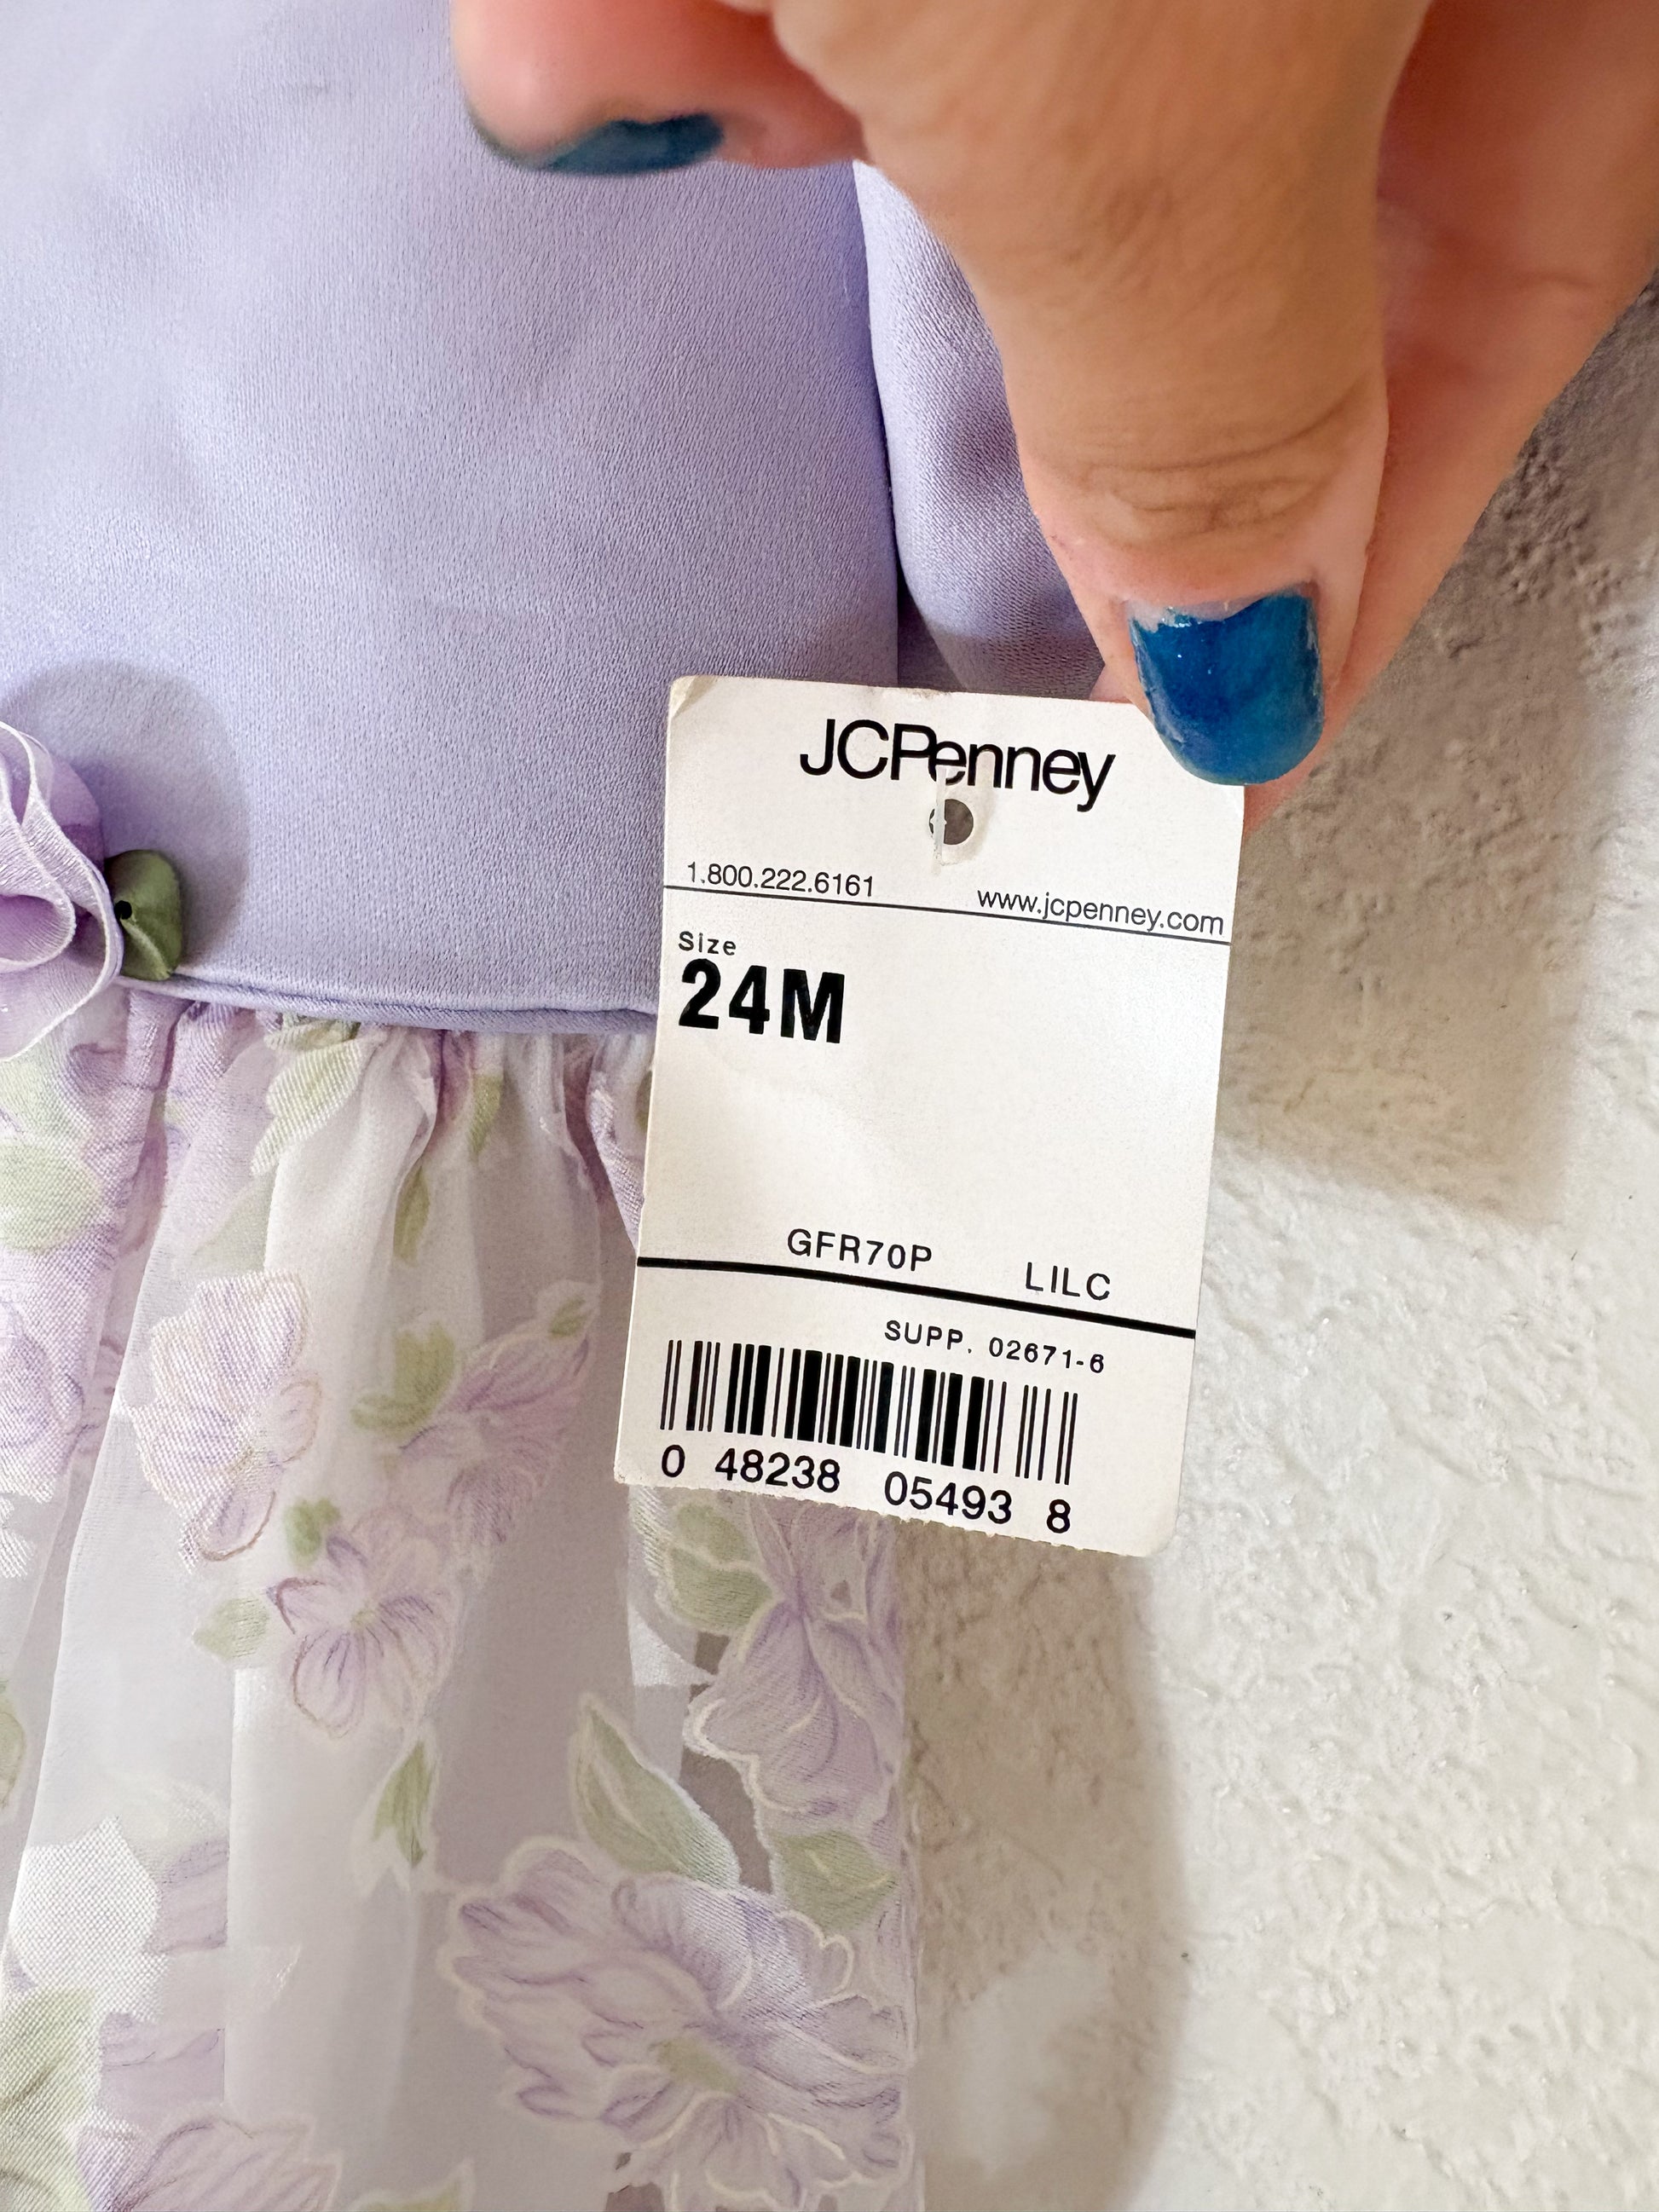 JCPenney
1.800.222.6161 www.jcpenney.com
Size
24M
GFR70P LILC
SUPP. 02671-6
0 48238 05493 8